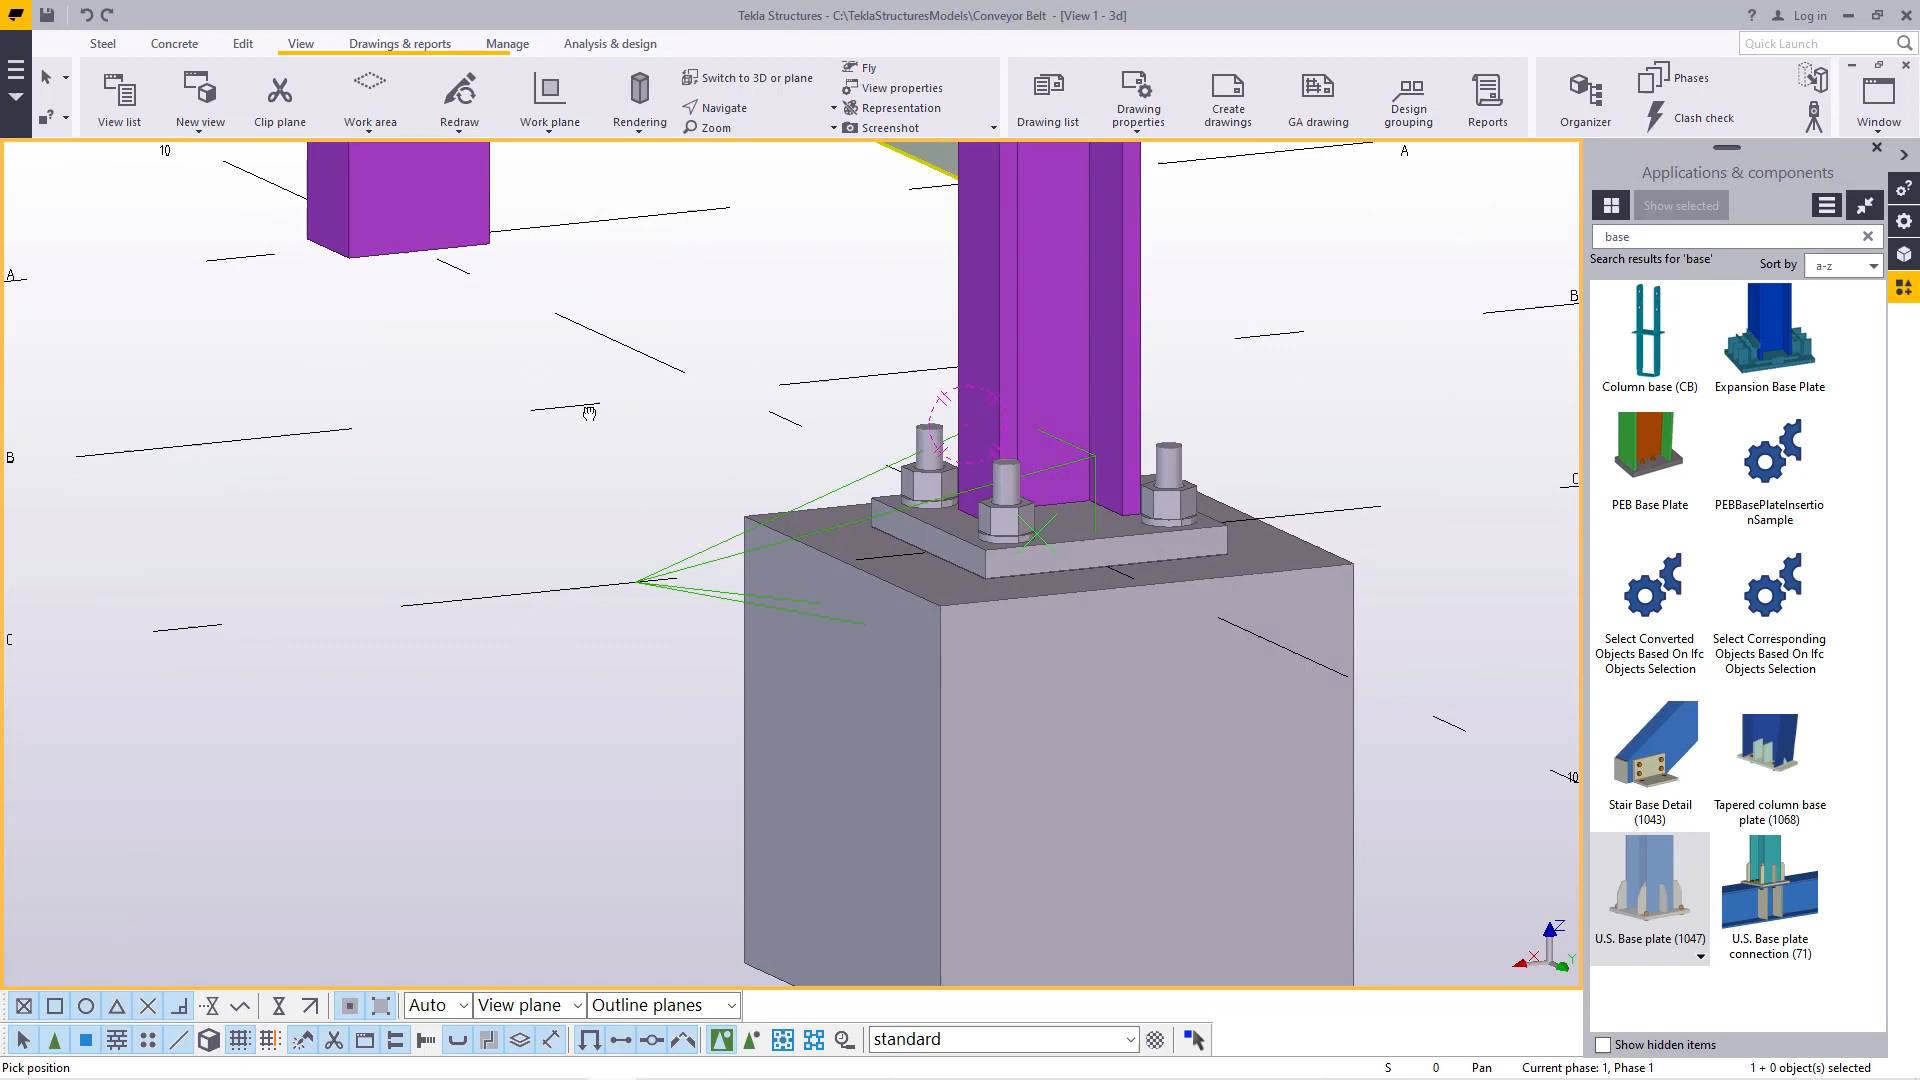 Tekla Structures - C:\TeklaStructuresModels\Conveyor Belt - [View 1 - 3d]
? Log in
Steel Concrete Edit View Drawings & reports Manage Analysis & design
Quick Launch
View list
New view
Clip plane
Work area
Redraw
Work plane
Rendering
Switch to 3D or plane
Navigate
Zoom
Fly
View properties
Representation
Screenshot
Drawing list
Drawing properties
Create drawings
GA drawing
Design grouping
Reports
Organizer
Phases
Clash check
Window
10
A
A
B
B
C
C
10
Z
X
Y
Applications & components
Show selected
base
Search results for 'base'
Sort by
a-z
Column base (CB)
Expansion Base Plate
PEB Base Plate
PEBBasePlateInsertio
nSample
Select Converted
Objects Based On Ifc
Objects Selection
Select Corresponding
Objects Based On Ifc
Objects Selection
Stair Base Detail
(1043)
Tapered column base
plate (1068)
U.S. Base plate (1047)
U.S. Base plate
connection (71)
Show hidden items
Auto
View plane
Outline planes
standard
Pick position
S 0 Pan Current phase: 1, Phase 1 1 + 0 object(s) selected